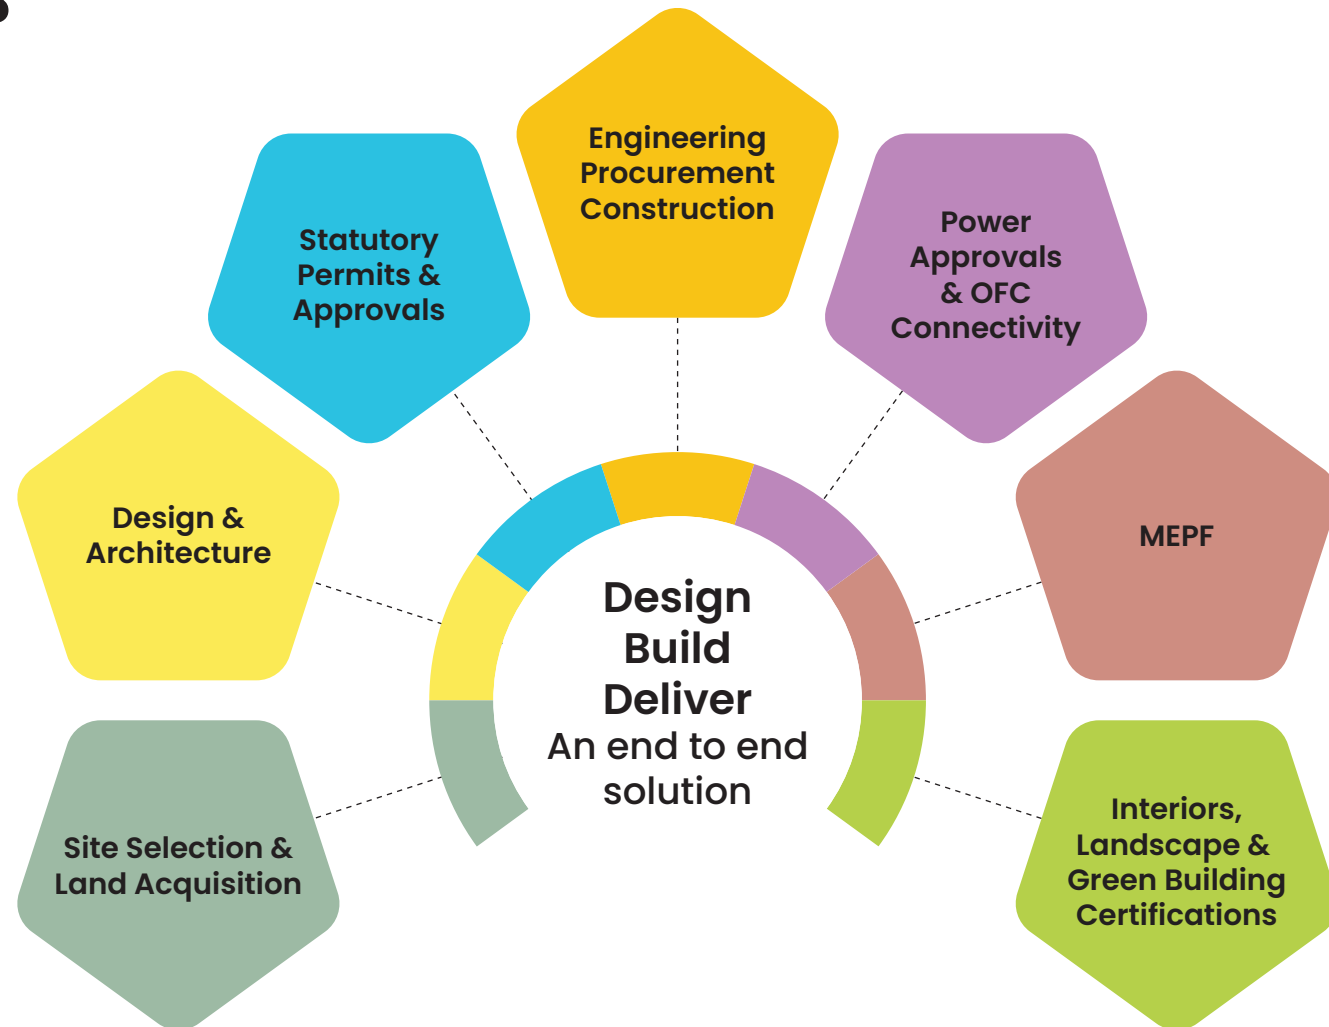 Engineering
Procurement
Construction
Statutory
Permits &
Approvals
Power
Approvals
& OFC
Connectivity
Design &
Architecture
MEPF
Design
Build
Deliver
An end to end
solution
Site Selection &
Land Acquisition
Interiors,
Landscape &
Green Building
Certifications